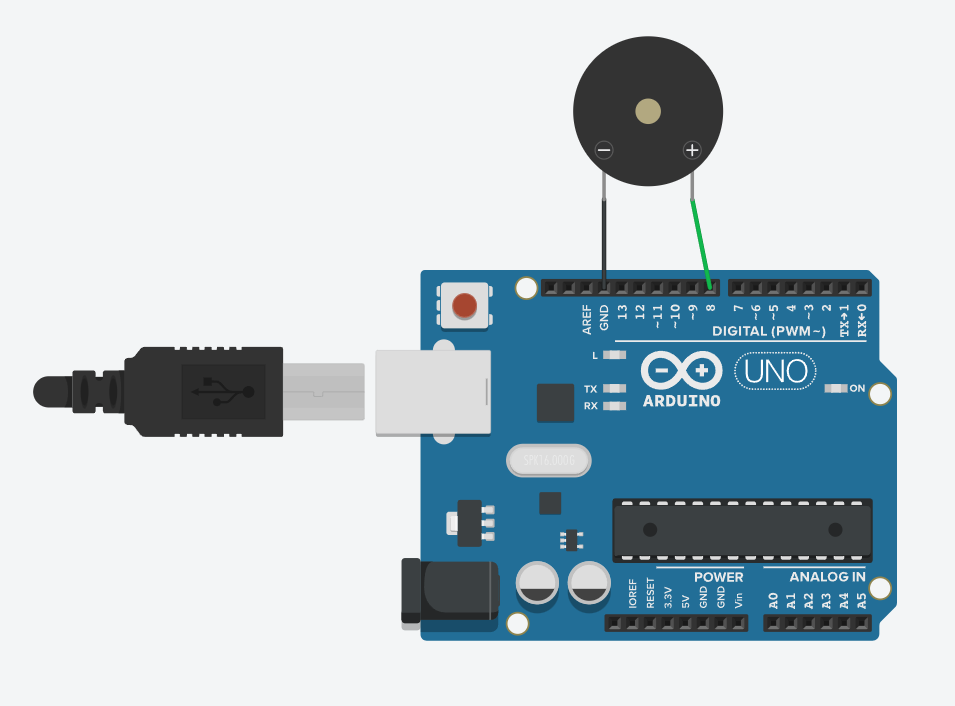 − +
AREF
GND
13
12
~11
~10
~9
8
7
~6
~5
4
~3
2
TX→1
RX←0
DIGITAL (PWM~)
L
TX
RX
ARDUINO
UNO
ON
SPK16.000G
POWER
ANALOG IN
IOREF
RESET
3.3V
5V
GND
GND
Vin
A0
A1
A2
A3
A4
A5